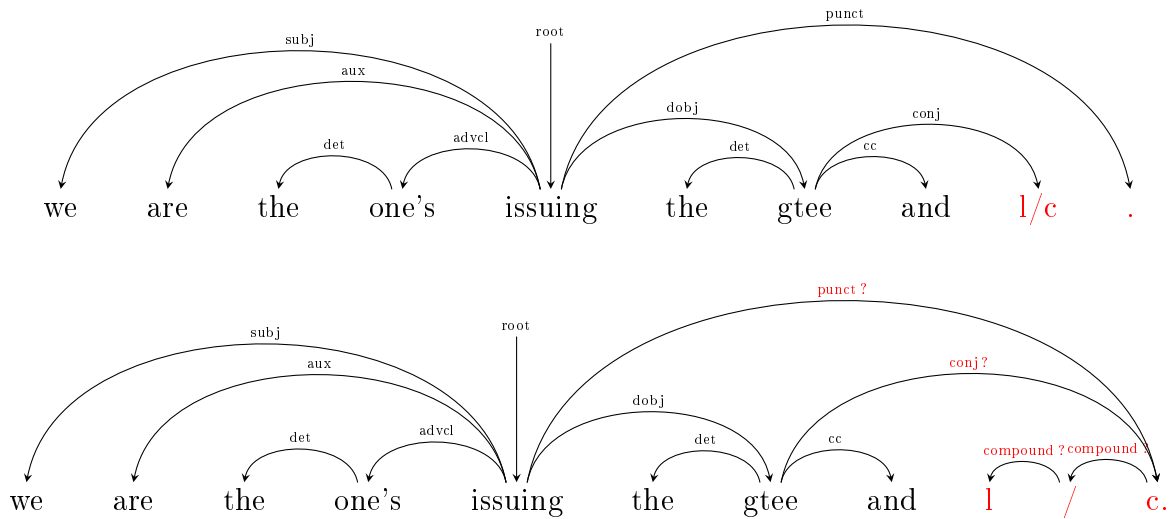 punct
subj
root
aux
dobj
conj
det
advcl
det
cc
we are the one's issuing the gtee and l/c .
punct ?
subj
root
aux
conj ?
dobj
det
advcl
det
cc
compound ? compound ?
we are the one's issuing the gtee and l / c.